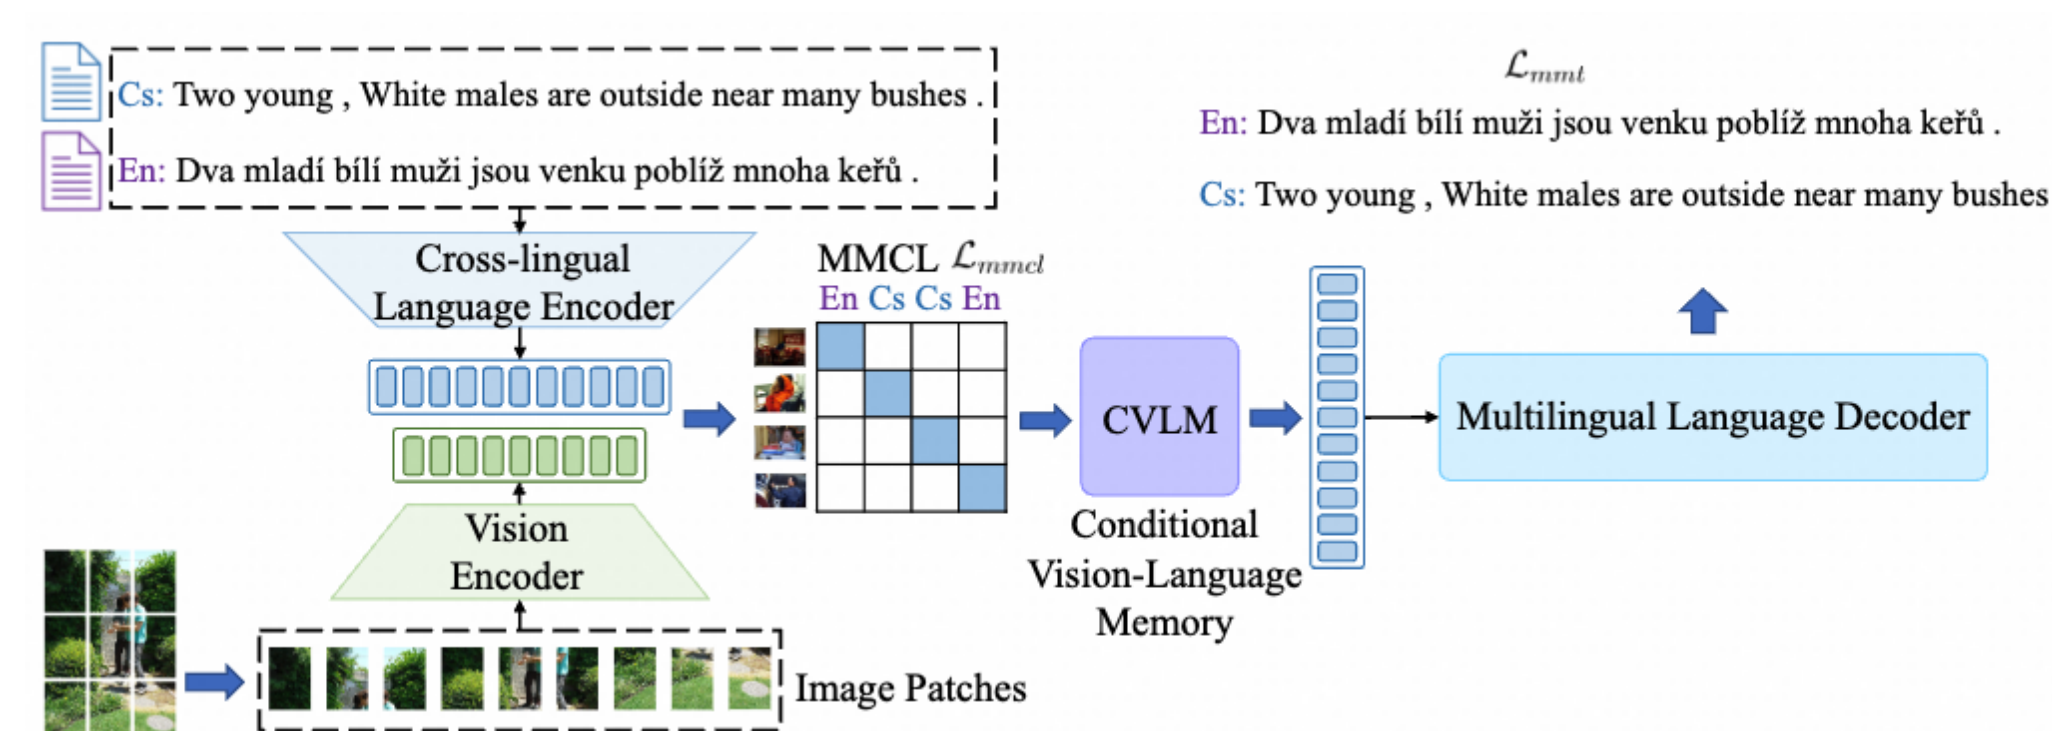 Cs: Two young , White males are outside near many bushes .
En: Dva mladí bílí muži jsou venku poblíž mnoha keřů .
Cross-lingual
Language Encoder
Vision
Encoder
Image Patches
MMCL ℒmmcl
En Cs Cs En
CVLM
Conditional
Vision-Language
Memory
Multilingual Language Decoder
ℒmmt
En: Dva mladí bílí muži jsou venku poblíž mnoha keřů .
Cs: Two young , White males are outside near many bushes